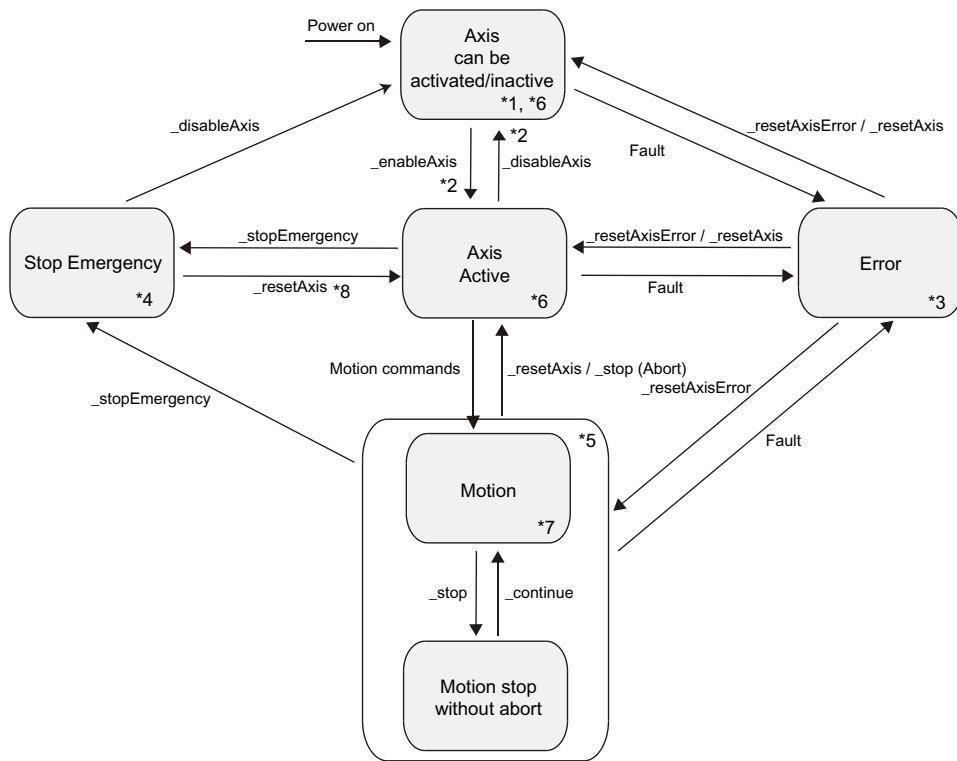 Power on
Axis
can be
activated/inactive
*1, *6
_disableAxis
_enableAxis
*2
*2
_disableAxis
Fault
_resetAxisError / _resetAxis
Stop Emergency
*4
_stopEmergency
_resetAxis *8
Axis
Active
*6
_resetAxisError / _resetAxis
Fault
Error
*3
Motion commands
_resetAxis / _stop (Abort)
_resetAxisError
_stopEmergency
Fault
*5
Motion
*7
_stop
_continue
Motion stop
without abort